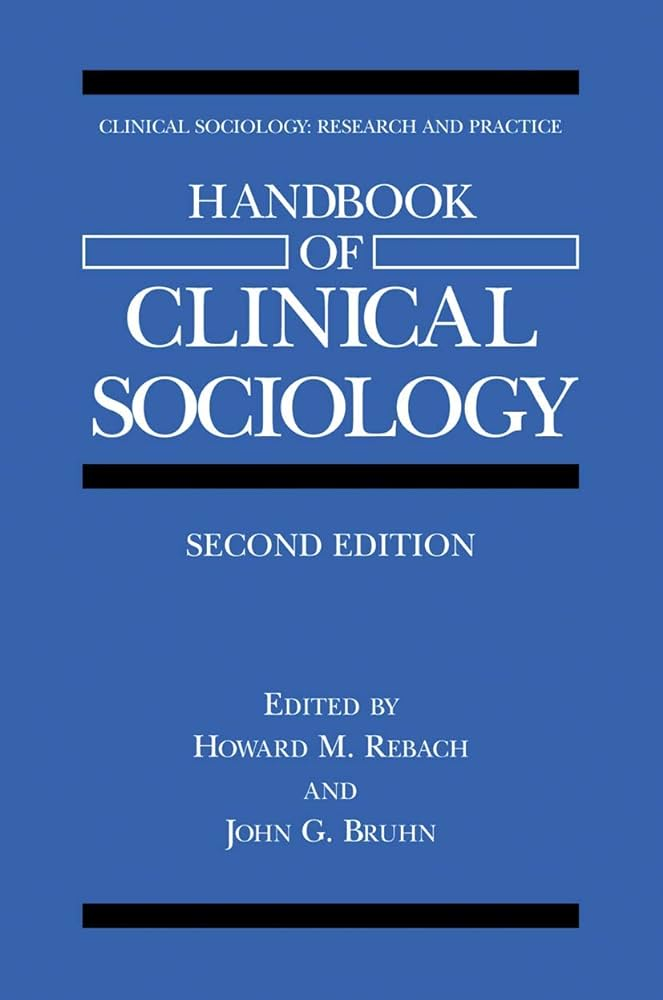 CLINICAL SOCIOLOGY: RESEARCH AND PRACTICE
HANDBOOK
OF
CLINICAL
SOCIOLOGY
SECOND EDITION
EDITED BY
HOWARD M. REBACH
AND
JOHN G. BRUHN